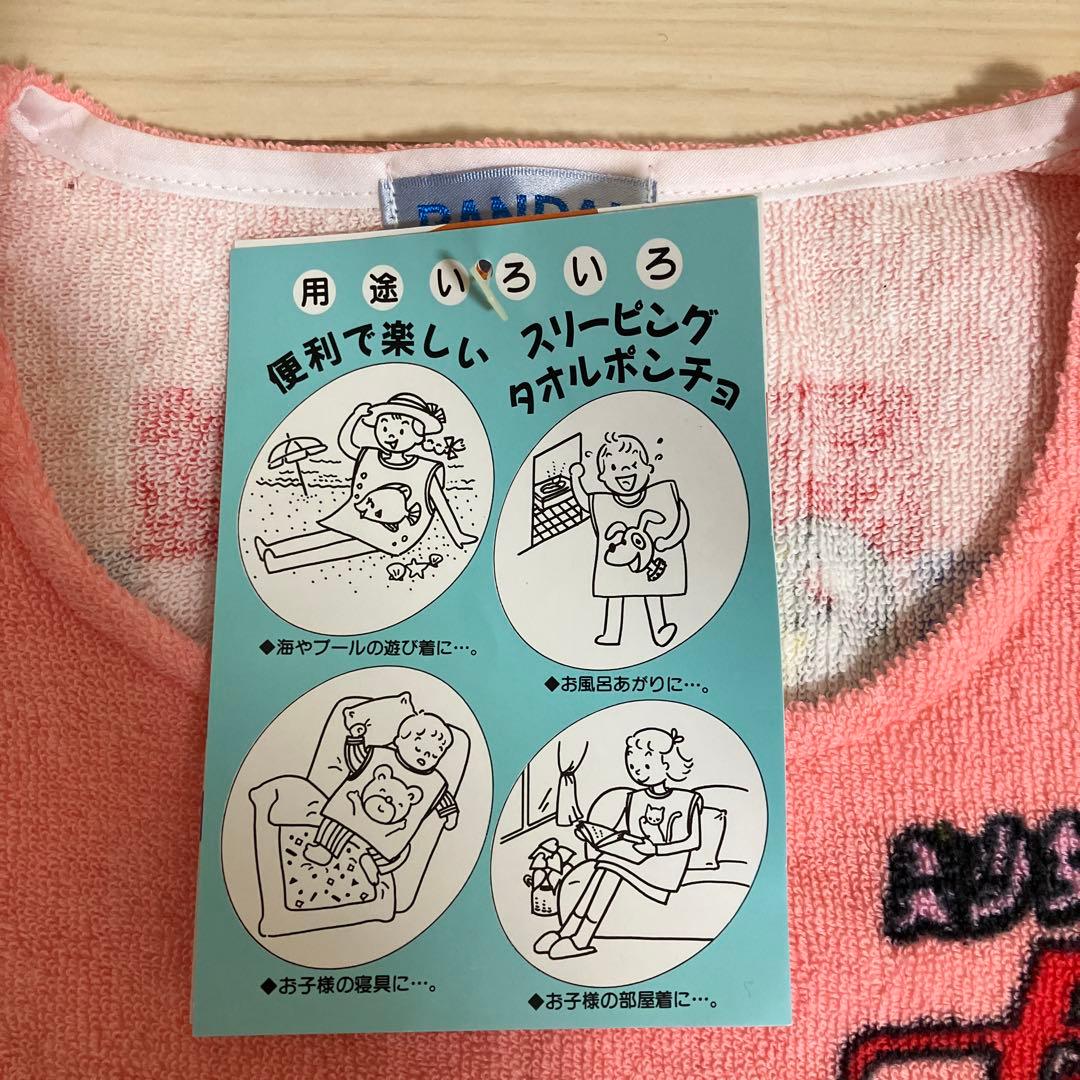 BANDAI
用途いろいろ
便利で楽しい スリーピング
タオルポンチョ
◆海やプールの遊び着に…。
◆お風呂あがりに…。
◆お子様の寝具に…。
◆お子様の部屋着に…。